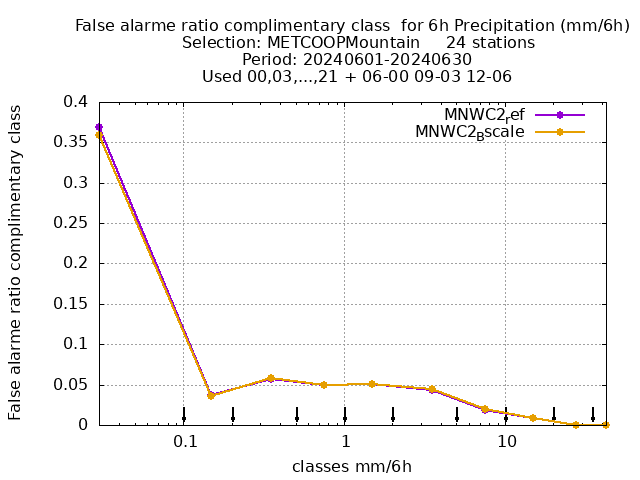 False alarme ratio complimentary class  for 6h Precipitation (mm/6h)
Selection: METCOOPMountain     24 stations
Period: 20240601-20240630
Used 00,03,...,21 + 06-00 09-03 12-06
False alarme ratio complimentary class
0.4
0.35
0.3
0.25
0.2
0.15
0.1
0.05
0
MNWC2ref
MNWC2Bscale
0.1
1
10
classes mm/6h